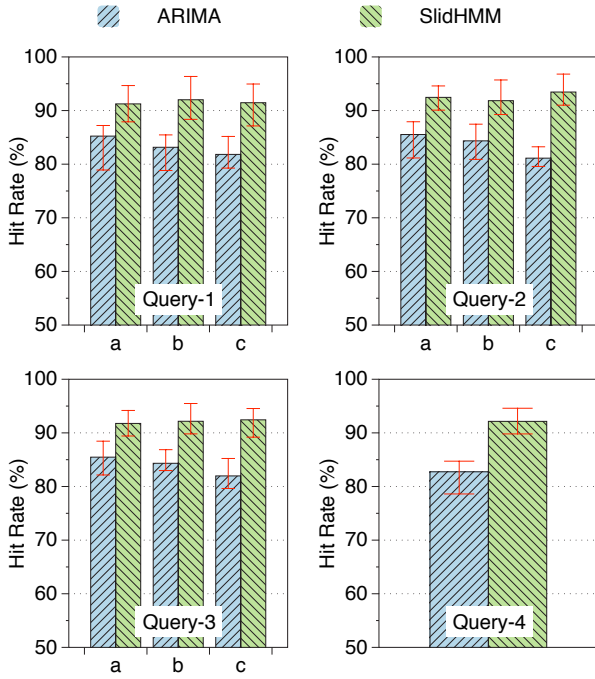 ARIMA SlidHMM
100
90
80
70
60
50
Hit Rate (%)
Query-1
a b c
100
90
80
70
60
50
Hit Rate (%)
Query-2
a b c
100
90
80
70
60
50
Hit Rate (%)
Query-3
a b c
100
90
80
70
60
50
Hit Rate (%)
Query-4